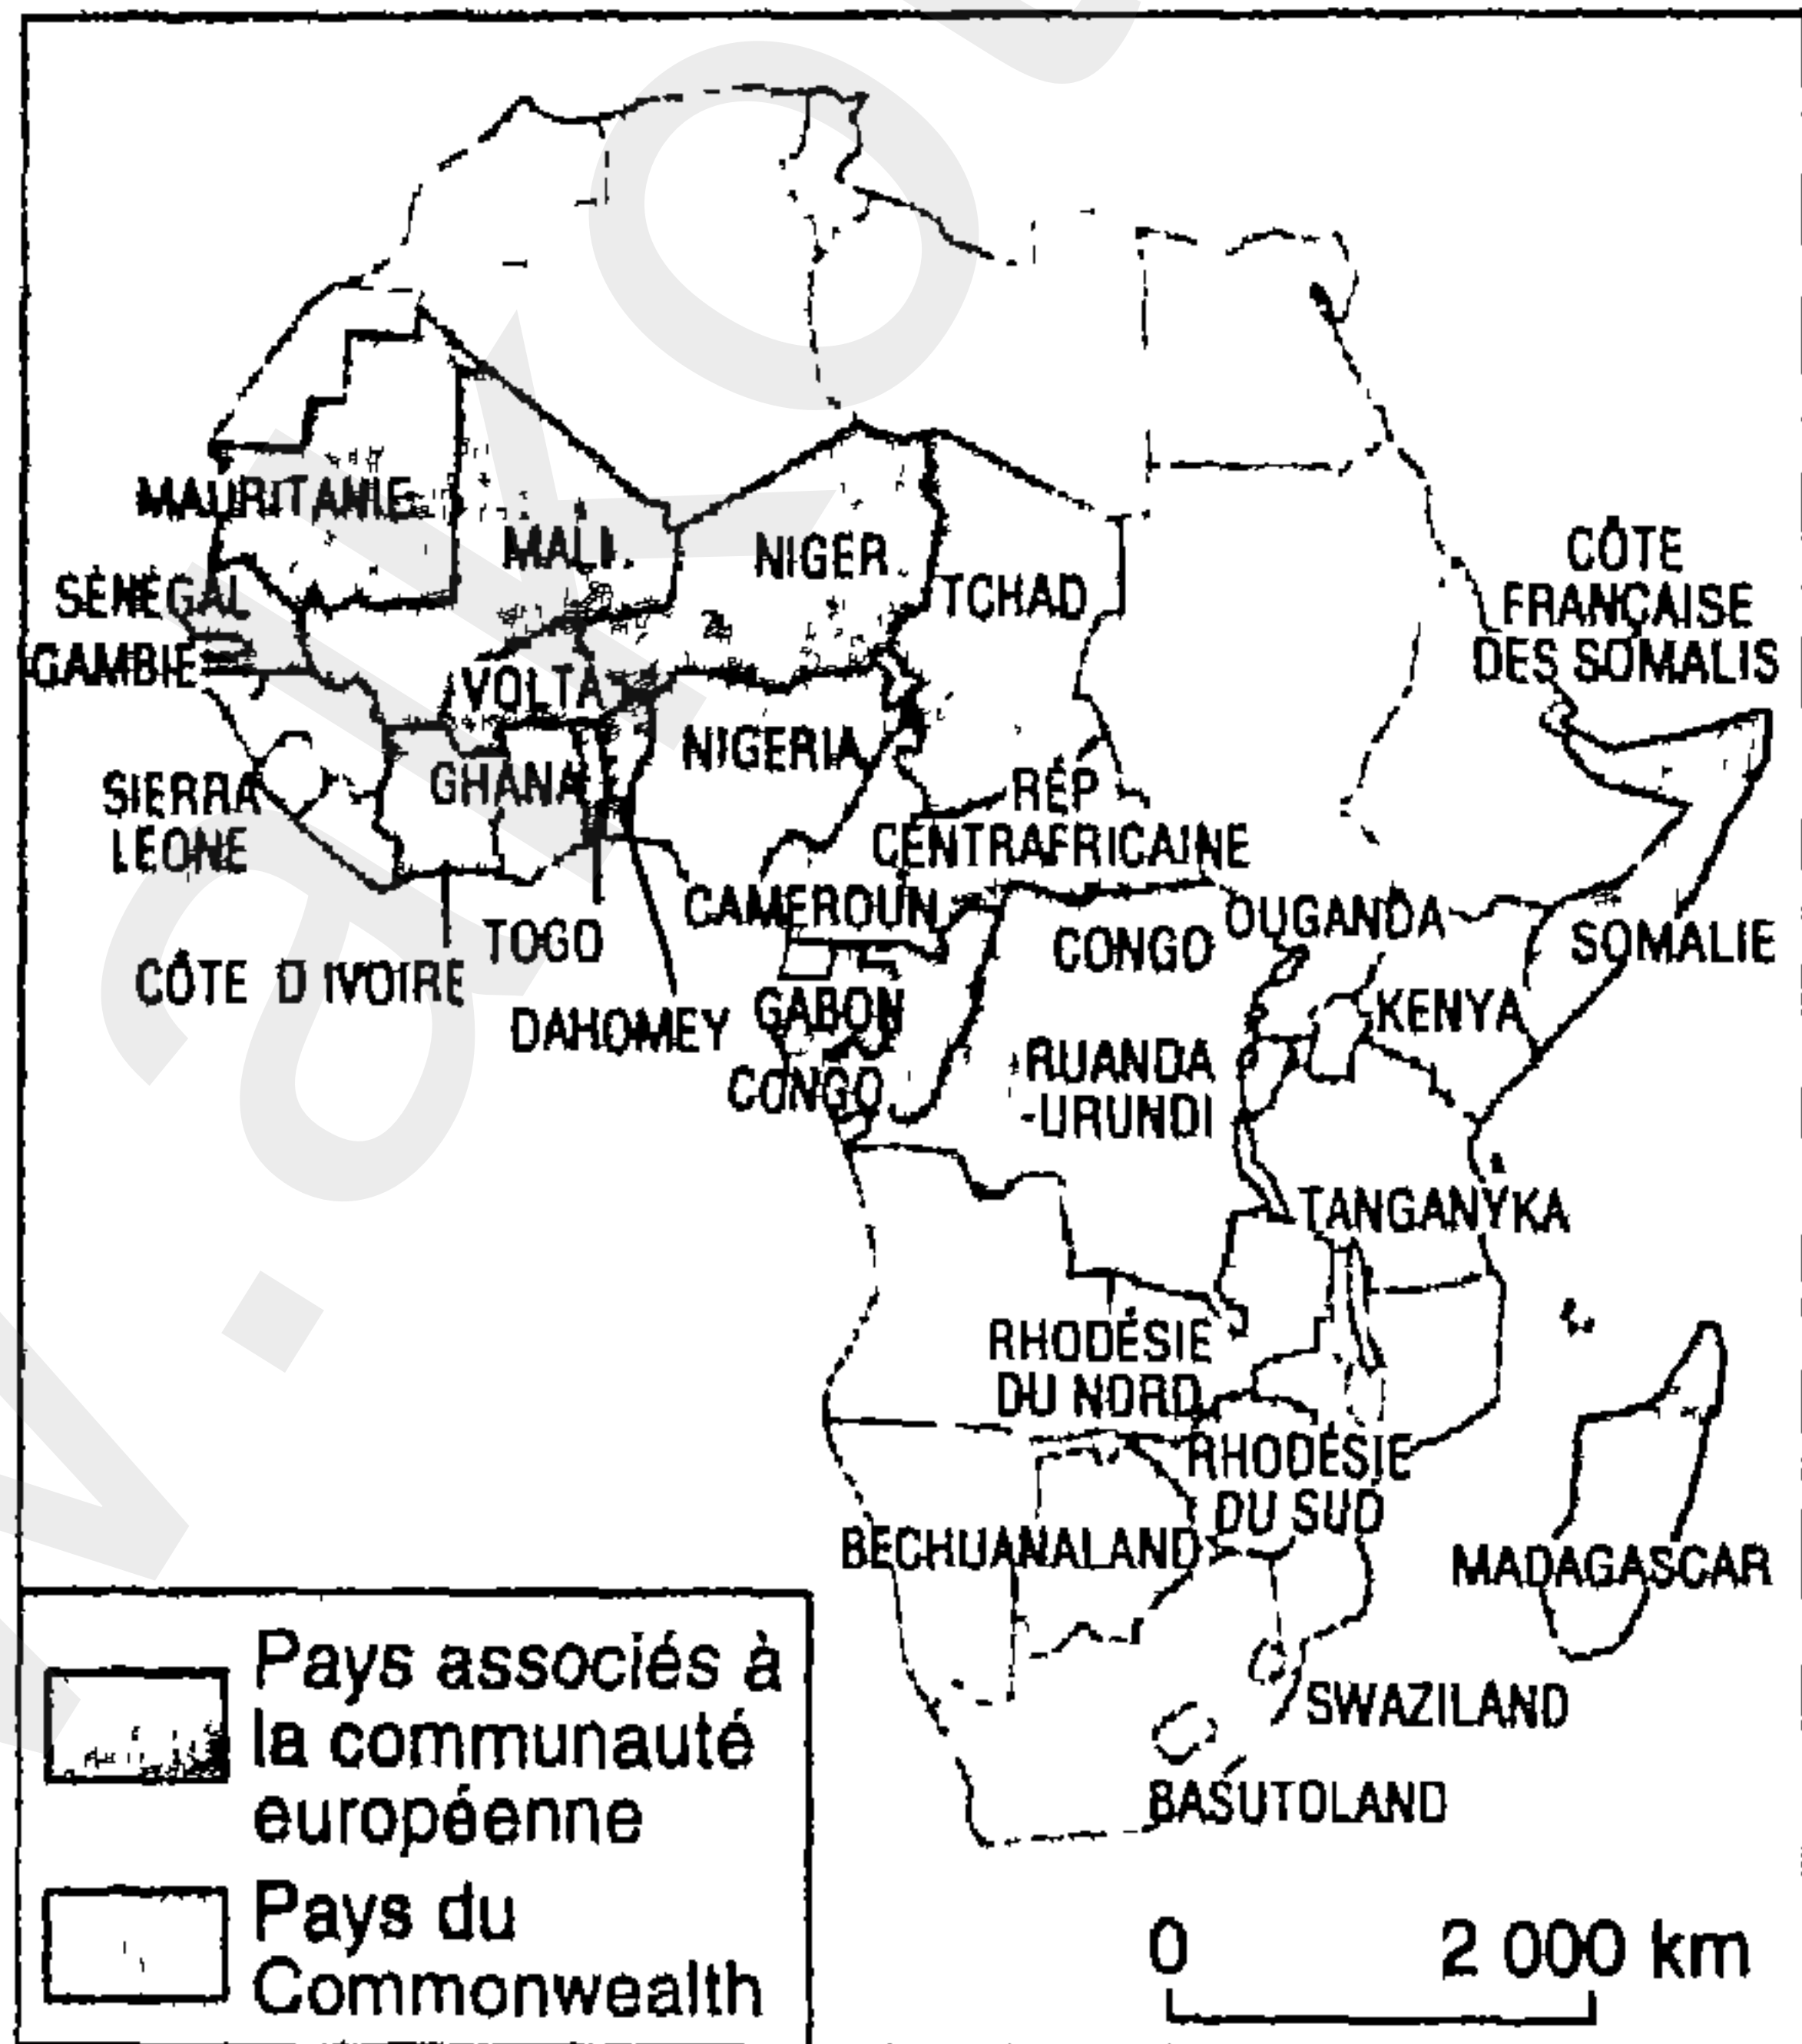 MAURITANIE
MALI
NIGER
TCHAD
CÔTE
FRANÇAISE
DES SOMALIS
SÉNÉGAL
GAMBIE
VOLTA
NIGERIA
GHANA
SIERRA
LEONE
RÉP
CENTRAFRICAINE
CAMEROUN
OUGANDA
CONGO
SOMALIE
TOGO
CÔTE D IVOIRE
DAHOMEY
GABON
KENYA
CONGO
RUANDA
-URUNDI
TANGANYKA
RHODÉSIE
DU NORD
RHODÉSIE
DU SUD
BECHUANALAND
MADAGASCAR
SWAZILAND
BASUTOLAND
Pays associés à
la communauté
européenne
Pays du
Commonwealth
0 2 000 km